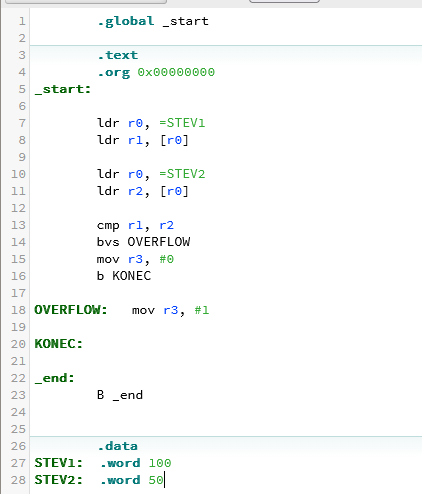 1 .global _start
2
3 .text
4 .org 0x00000000
5 _start:
6
7 ldr r0, =STEV1
8 ldr r1, [r0]
9
10 ldr r0, =STEV2
11 ldr r2, [r0]
12
13 cmp r1, r2
14 bvs OVERFLOW
15 mov r3, #0
16 b KONEC
17
18 OVERFLOW: mov r3, #1
19
20 KONEC:
21
22 _end:
23 B _end
24
25
26 .data
27 STEV1: .word 100
28 STEV2: .word 50